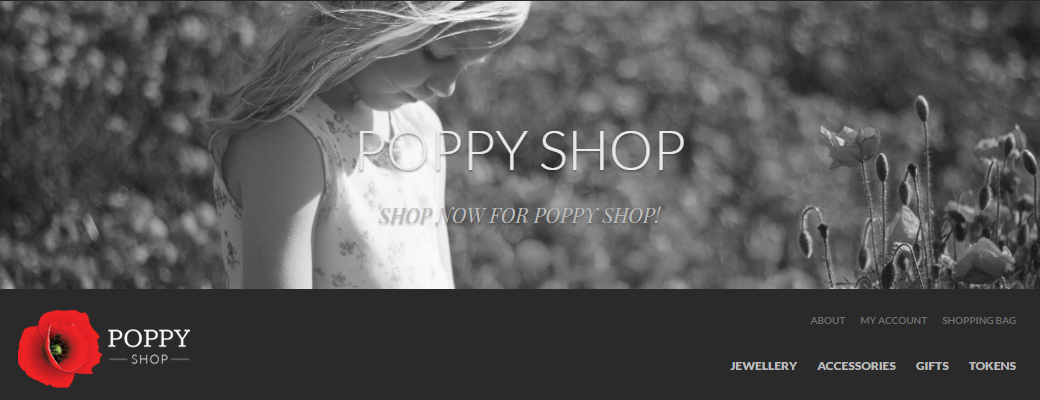 POPPY SHOP
SHOP NOW FOR POPPY SHOP!
POPPY
SHOP
ABOUT MY ACCOUNT SHOPPING BAG
JEWELLERY ACCESSORIES GIFTS TOKENS